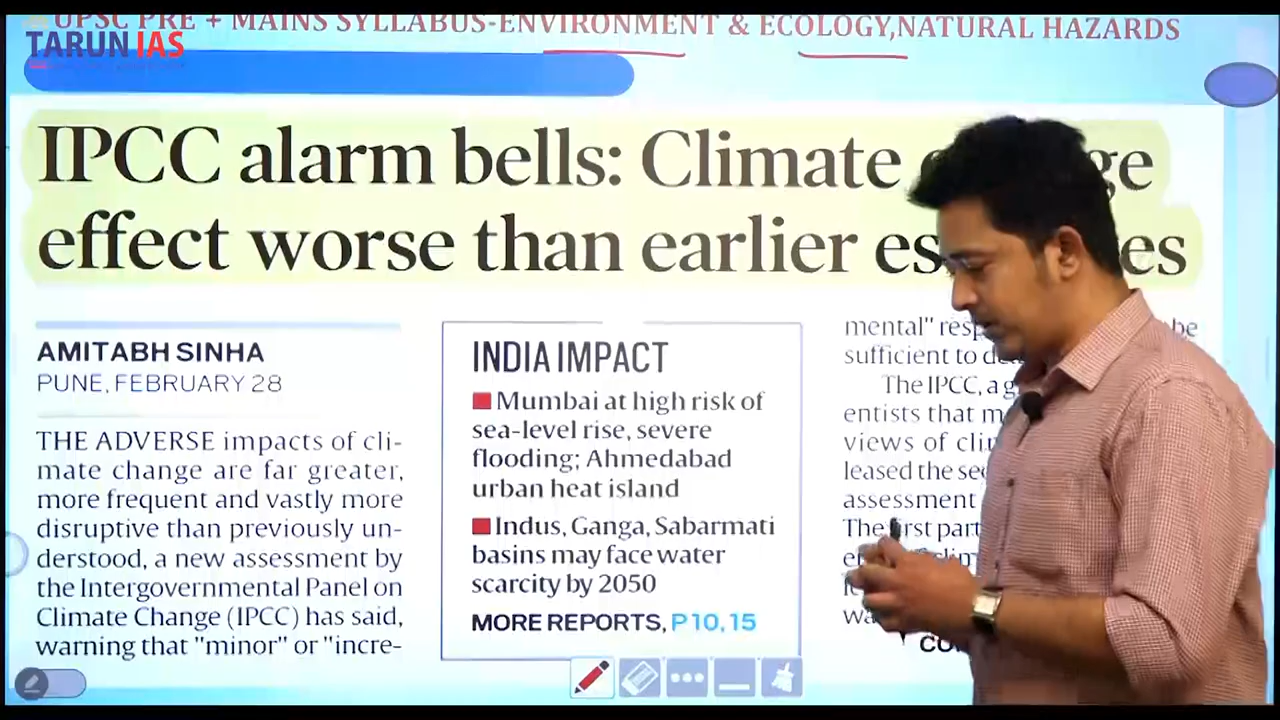 UPSC PRE + MAINS SYLLABUS-ENVIRONMENT & ECOLOGY,NATURAL HAZARDS
TARUN IAS
IPCC alarm bells: Climate
effect worse than earlier
AMITABH SINHA
PUNE, FEBRUARY 28
THE ADVERSE impacts of cli-
mate change are far greater,
more frequent and vastly more
disruptive than previously un-
derstood, a new assessment by
the Intergovernmental Panel on
Climate Change (IPCC) has said,
warning that "minor" or "incre-
INDIA IMPACT
Mumbai at high risk of
sea-level rise, severe
flooding; Ahmedabad
urban heat island
Indus, Ganga, Sabarmati
basins may face water
scarcity by 2050
MORE REPORTS, P 10, 15
mental" be
sufficient to
The IPCC, a
entists that
views of
leased the
assessment
The first part